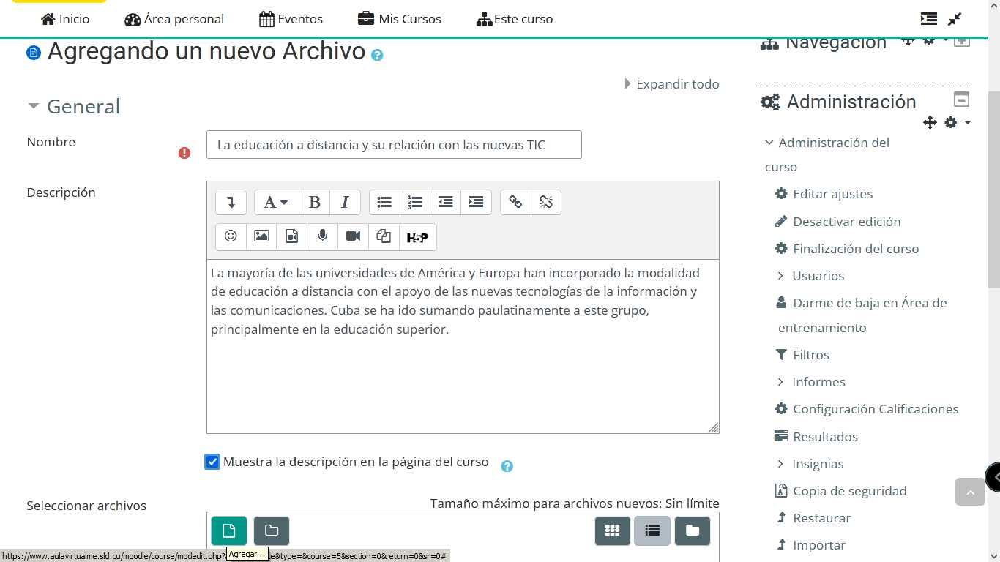 Inicio
Área personal
Eventos
Mis Cursos
Este curso
Agregando un nuevo Archivo
Expandir todo
General
Nombre
La educación a distancia y su relación con las nuevas TIC
Descripción
A
B
I
H5P
La mayoría de las universidades de América y Europa han incorporado la modalidad
de educación a distancia con el apoyo de las nuevas tecnologías de la información y
las comunicaciones. Cuba se ha ido sumando paulatinamente a este grupo,
principalmente en la educación superior.
Muestra la descripción en la página del curso
Seleccionar archivos
Tamaño máximo para archivos nuevos: Sin límite
Agregar...
https://www.aulavirtualme.sld.cu/moodle/course/modedit.php?
te&type=&course=5&section=0&return=0&sr=0#
Navegación
Administración
Administración del
curso
Editar ajustes
Desactivar edición
Finalización del curso
Usuarios
Darme de baja en Área de
entrenamiento
Filtros
Informes
Configuración Calificaciones
Resultados
Insignias
Copia de seguridad
Restaurar
Importar